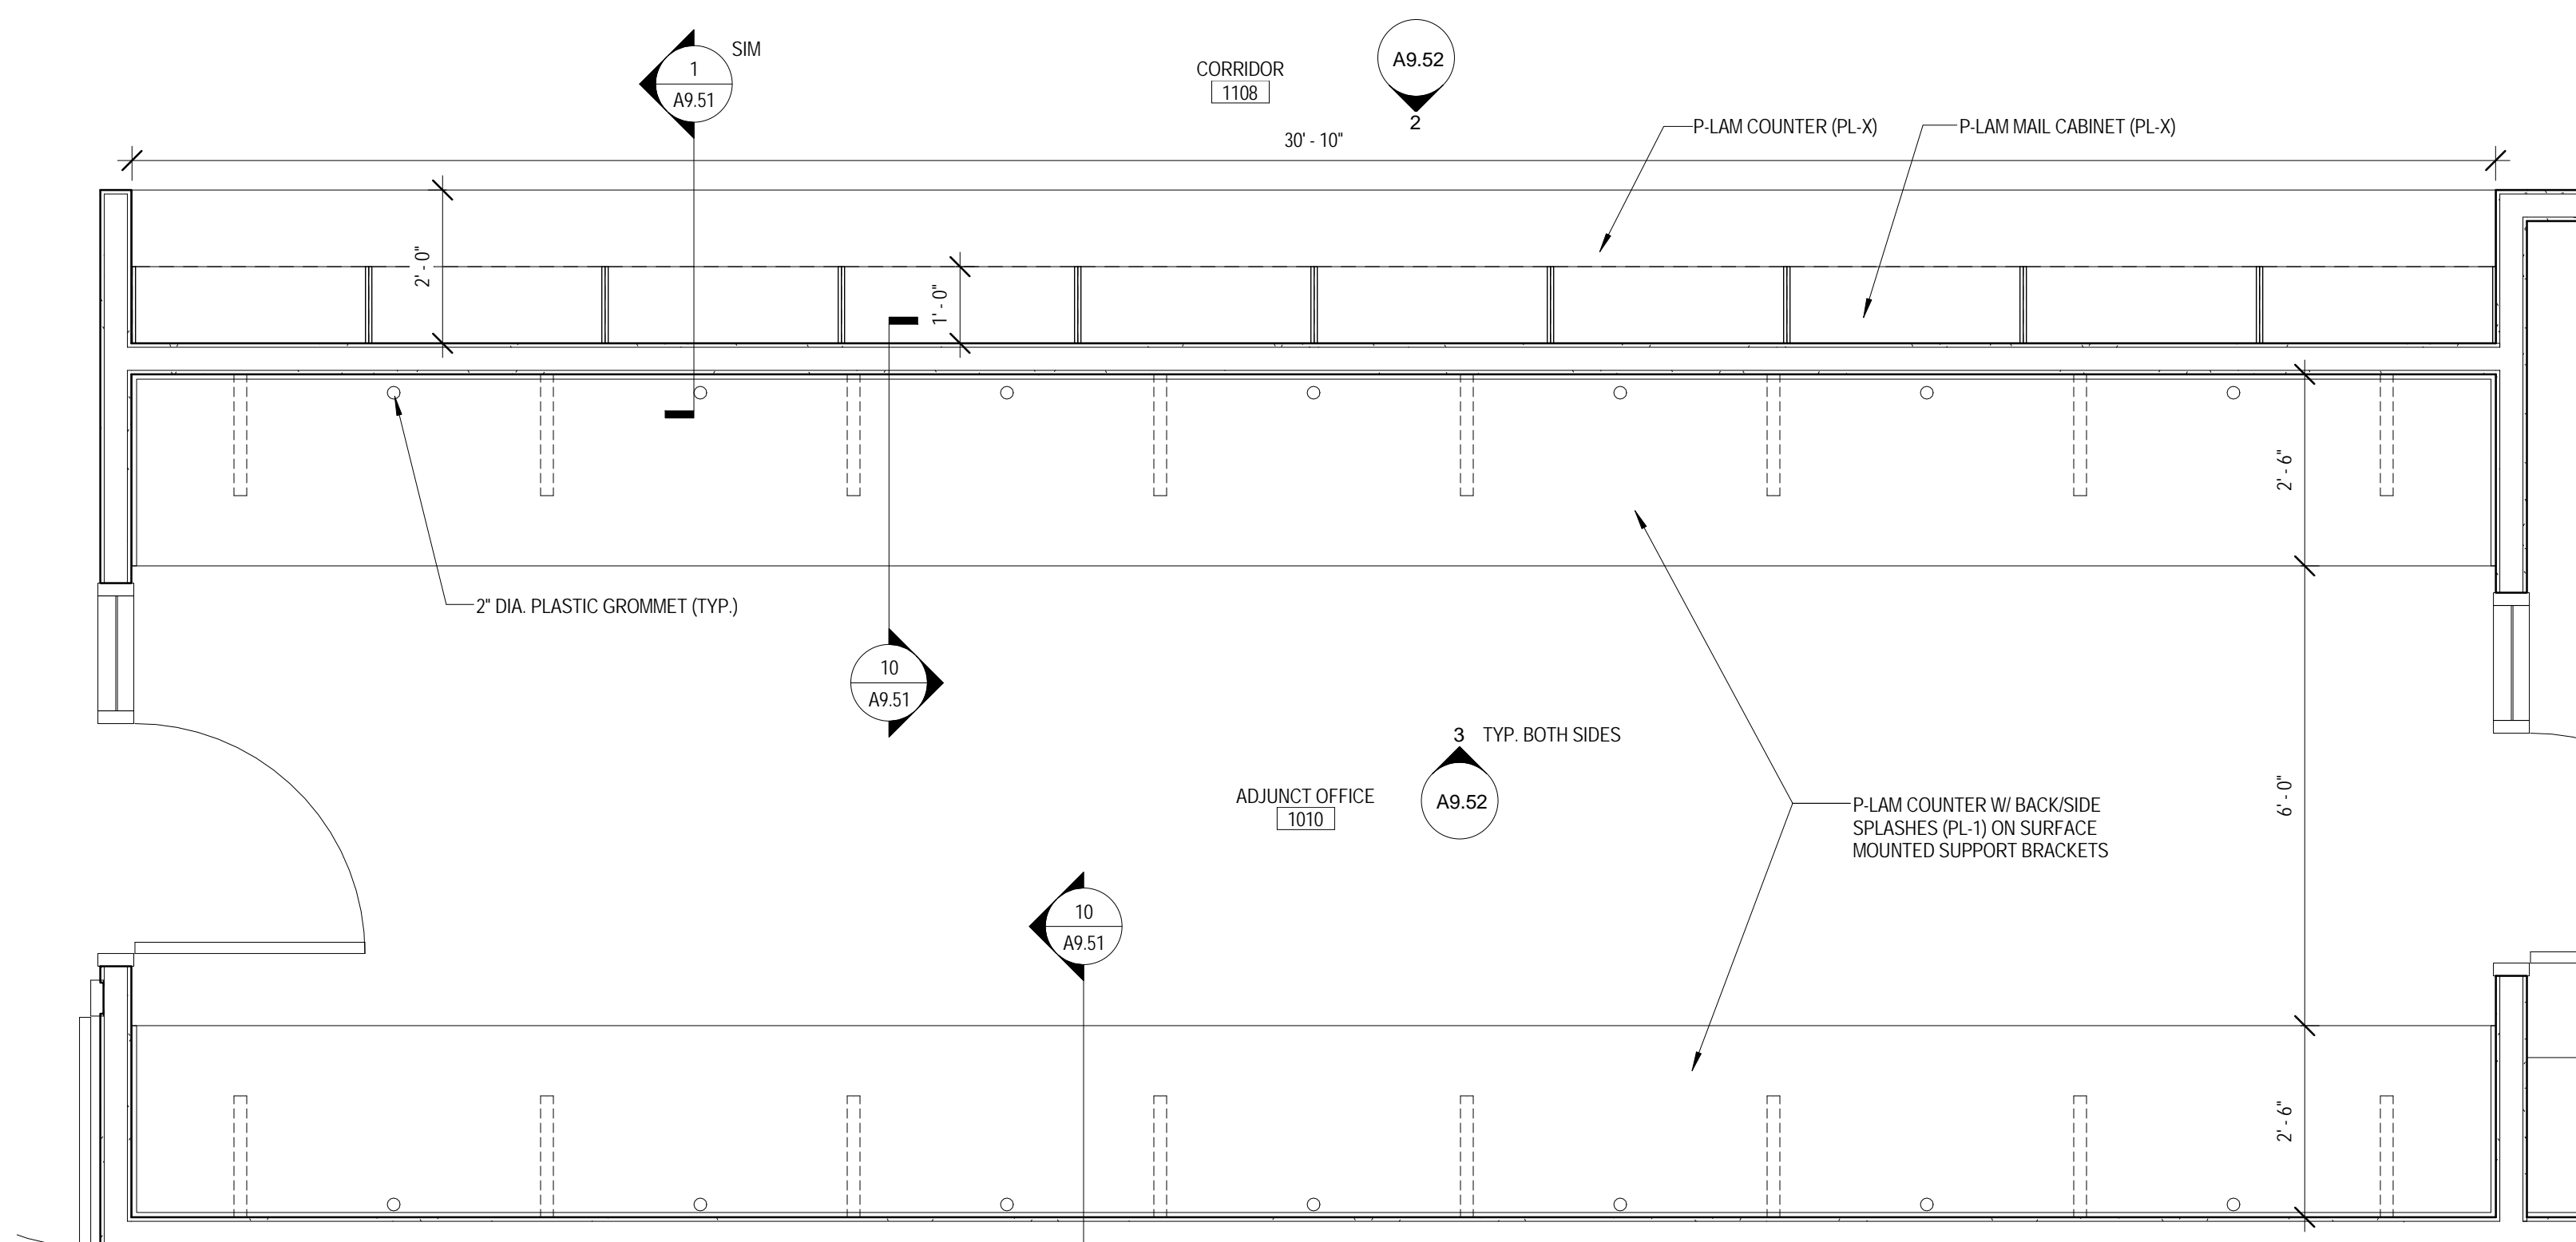 1
A9.51
SIM
CORRIDOR
1108
A9.52
2
30' - 10"
P-LAM COUNTER (PL-X)
P-LAM MAIL CABINET (PL-X)
2' - 0"
1' - 0"
2' - 6"
2" DIA. PLASTIC GROMMET (TYP.)
10
A9.51
3 TYP. BOTH SIDES
A9.52
ADJUNCT OFFICE
1010
P-LAM COUNTER W/ BACK/SIDE
SPLASHES (PL-1) ON SURFACE
MOUNTED SUPPORT BRACKETS
6' - 0"
10
A9.51
2' - 6"